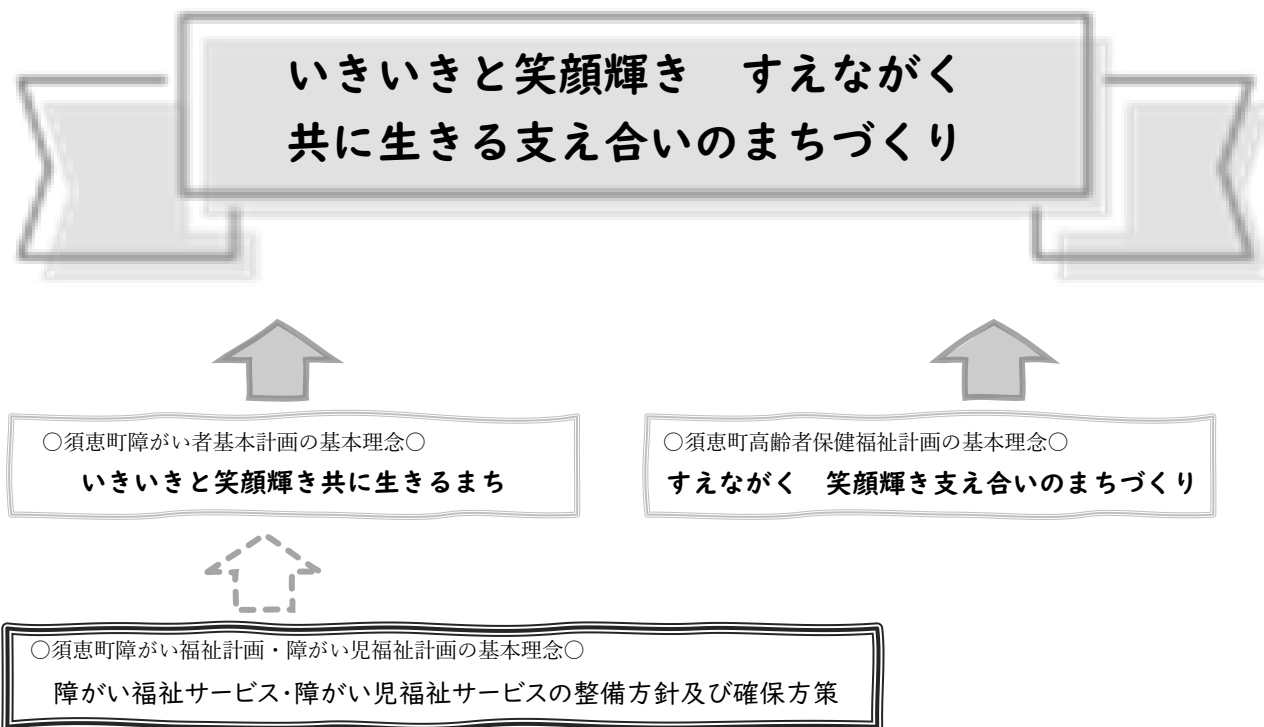 いきいきと笑顔輝き　すえながく
共に生きる支え合いのまちづくり
〇須恵町障がい者基本計画の基本理念〇
いきいきと笑顔輝き共に生きるまち
〇須恵町高齢者保健福祉計画の基本理念〇
すえながく　笑顔輝き支え合いのまちづくり
〇須恵町障がい福祉計画・障がい児福祉計画の基本理念〇
障がい福祉サービス・障がい児福祉サービスの整備方針及び確保方策